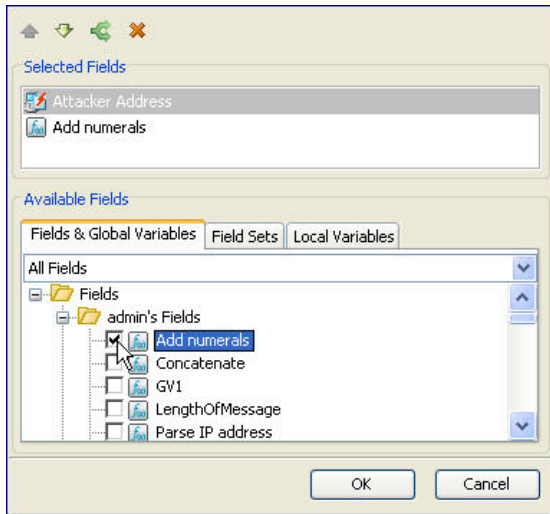 Selected Fields
Attacker Address
Add numerals
Available Fields
Fields & Global Variables Field Sets Local Variables
All Fields
Fields
admin's Fields
Add numerals
Concatenate
GV1
LengthOfMessage
Parse IP address
OK Cancel